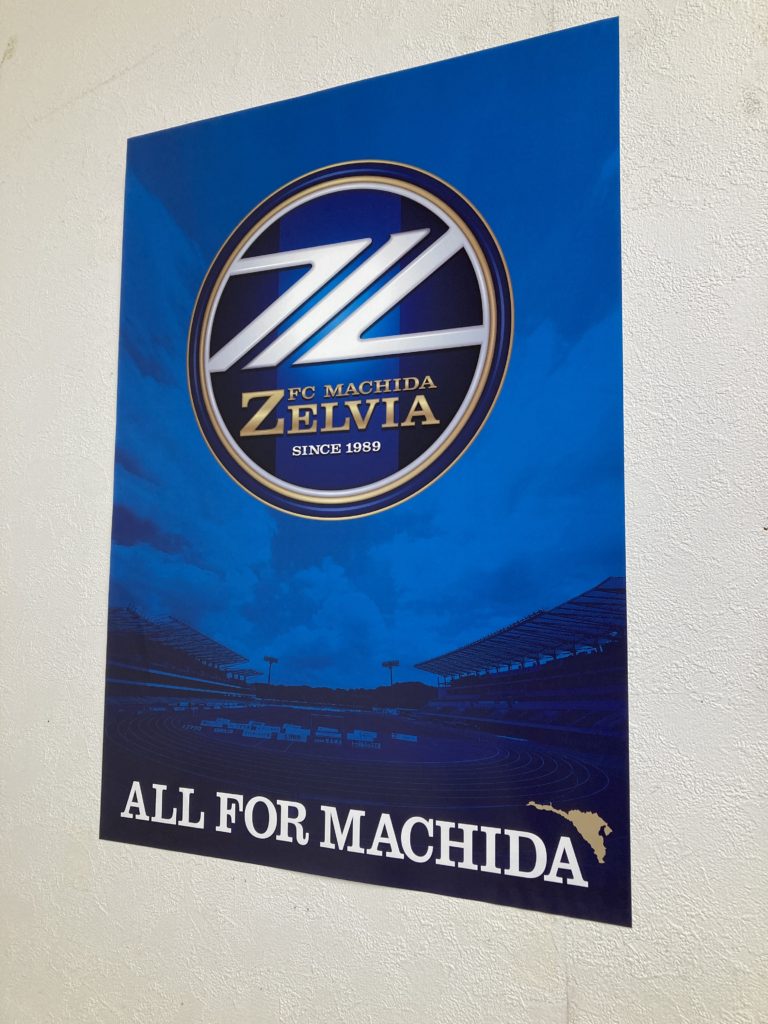 FC MACHIDA
ZELVIA
SINCE 1989
ALL FOR MACHIDA